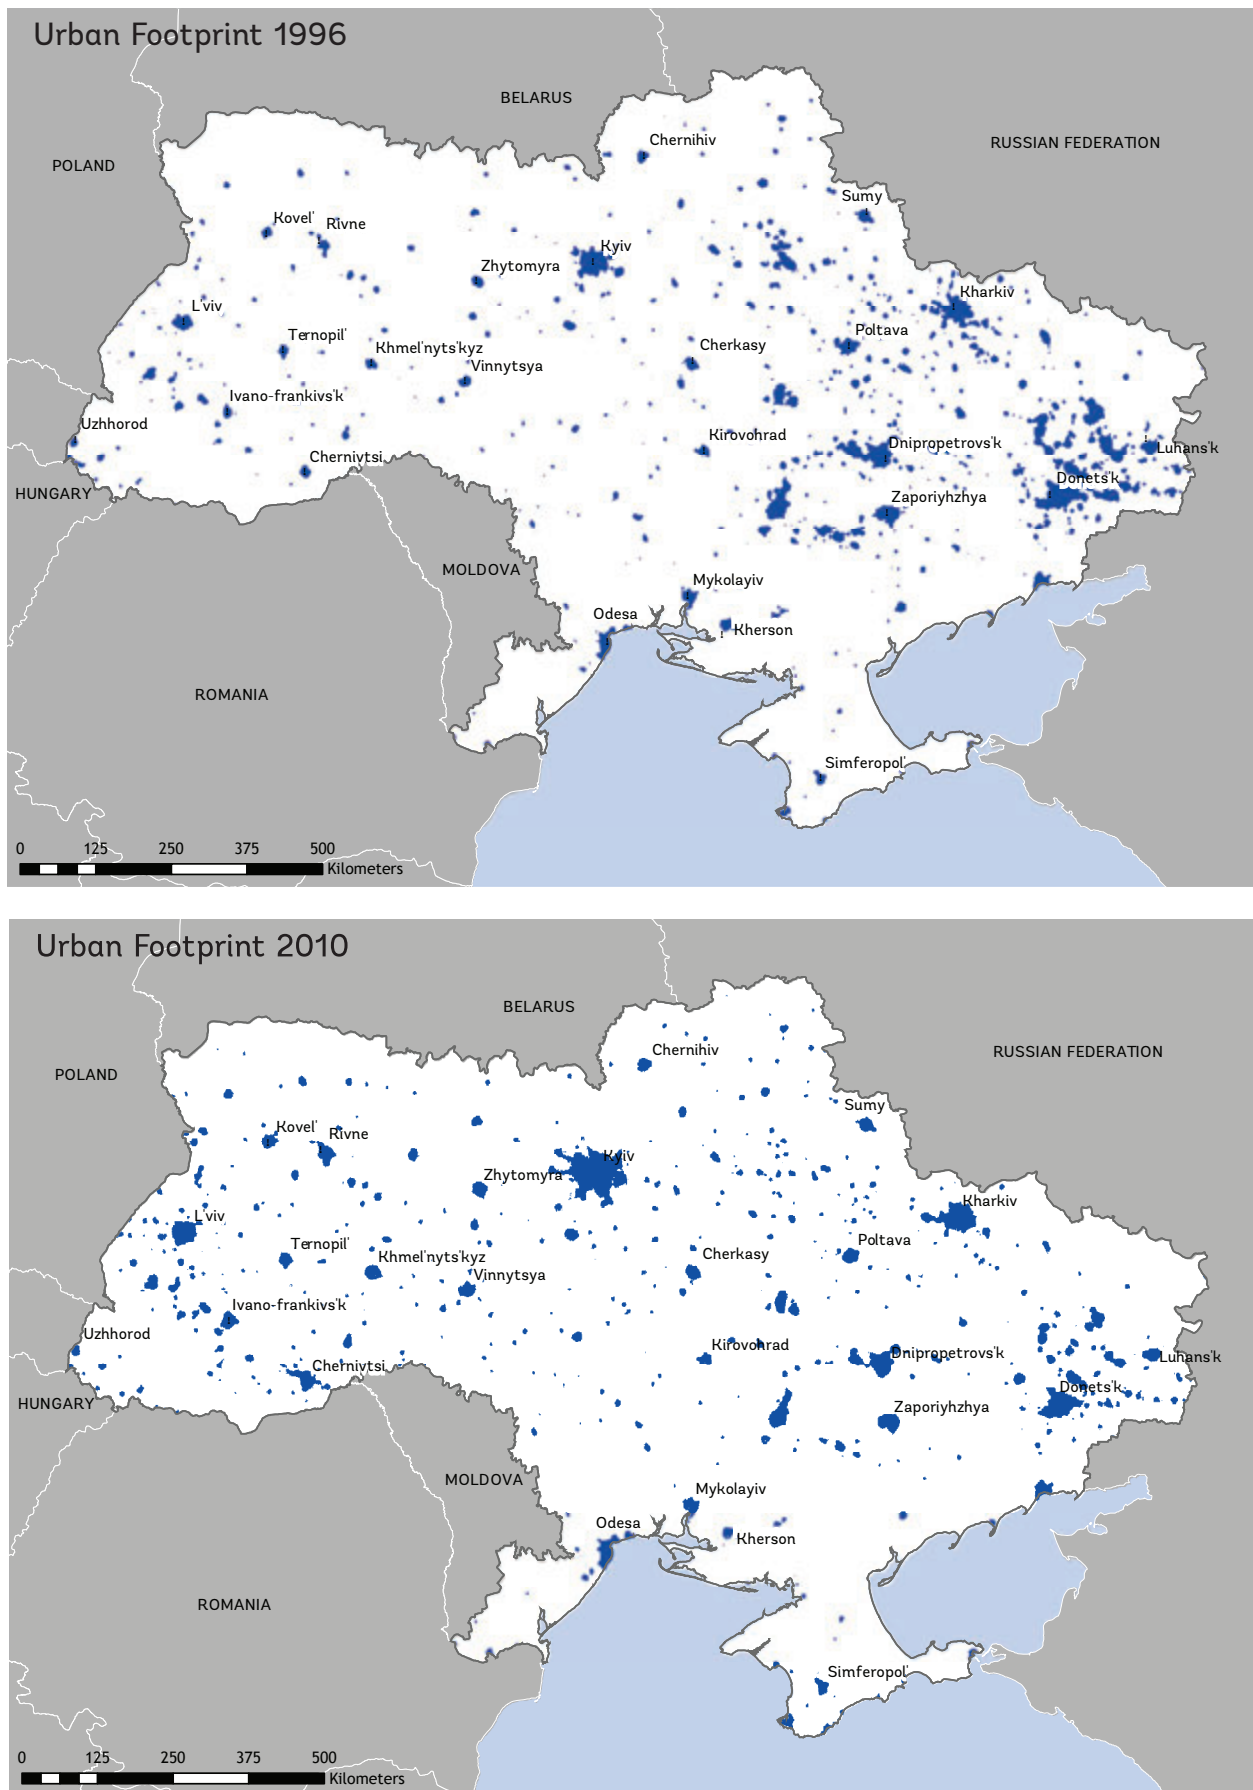 Urban Footprint 1996
BELARUS
Chernihiv
RUSSIAN FEDERATION
POLAND
Sumy
Kovel'
Rivne
Kyiv
Zhytomyra
Kharkiv
L'viv
Ternopil'
Poltava
Khmel'nyts'kyz
Cherkasy
Vinnytsya
Ivano-frankivs'k
Uzhhorod
Kirovohrad
Dnipropetrovs'k
Luhans'k
Chernivtsi
Donets'k
HUNGARY
Zaporiyhzhya
MOLDOVA
Mykolayiv
Odesa
Kherson
ROMANIA
Simferopol'
0 125 250 375 500
Kilometers
Urban Footprint 2010
BELARUS
Chernihiv
RUSSIAN FEDERATION
POLAND
Sumy
Kovel'
Rivne
Kyiv
Zhytomyra
Kharkiv
L'viv
Ternopil'
Poltava
Khmel'nyts'kyz
Cherkasy
Vinnytsya
Ivano-frankivs'k
Uzhhorod
Kirovohrad
Dnipropetrovs'k
Luhans'k
Chernivtsi
Donets'k
HUNGARY
Zaporiyhzhya
MOLDOVA
Mykolayiv
Odesa
Kherson
ROMANIA
Simferopol'
0 125 250 375 500
Kilometers